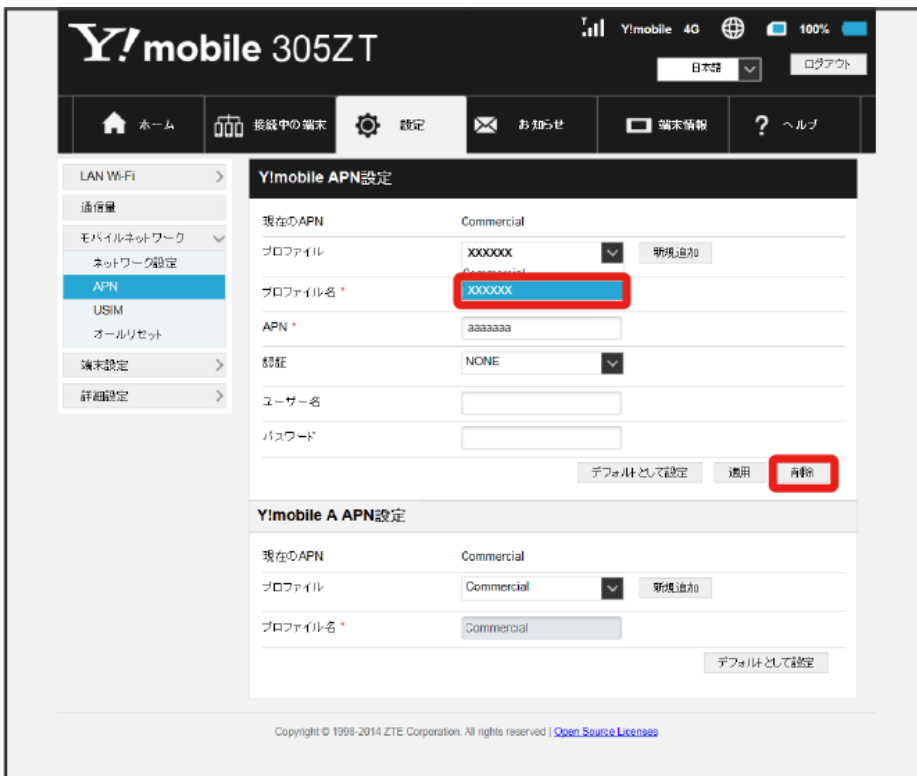 Y!mobile 4G 100%
Y!mobile 305ZT
日本語 ログアウト
ホーム 接続中の端末 設定 お知らせ 端末情報 ? ヘルプ
LAN Wi-Fi
通信量
モバイルネットワーク
ネットワーク設定
APN
USIM
オールリセット
端末設定
詳細設定
Y!mobile APN設定
現在のAPN Commercial
プロファイル XXXXXX 新規追加
Commercial
プロファイル名 * XXXXXX
APN * aaaaaaa
認証 NONE
ユーザー名
パスワード
デフォルトとして設定 適用 削除
Y!mobile A APN設定
現在のAPN Commercial
プロファイル Commercial 新規追加
プロファイル名 * Commercial
デフォルトとして設定
Copyright © 1998-2014 ZTE Corporation. All rights reserved | Open Source Licenses